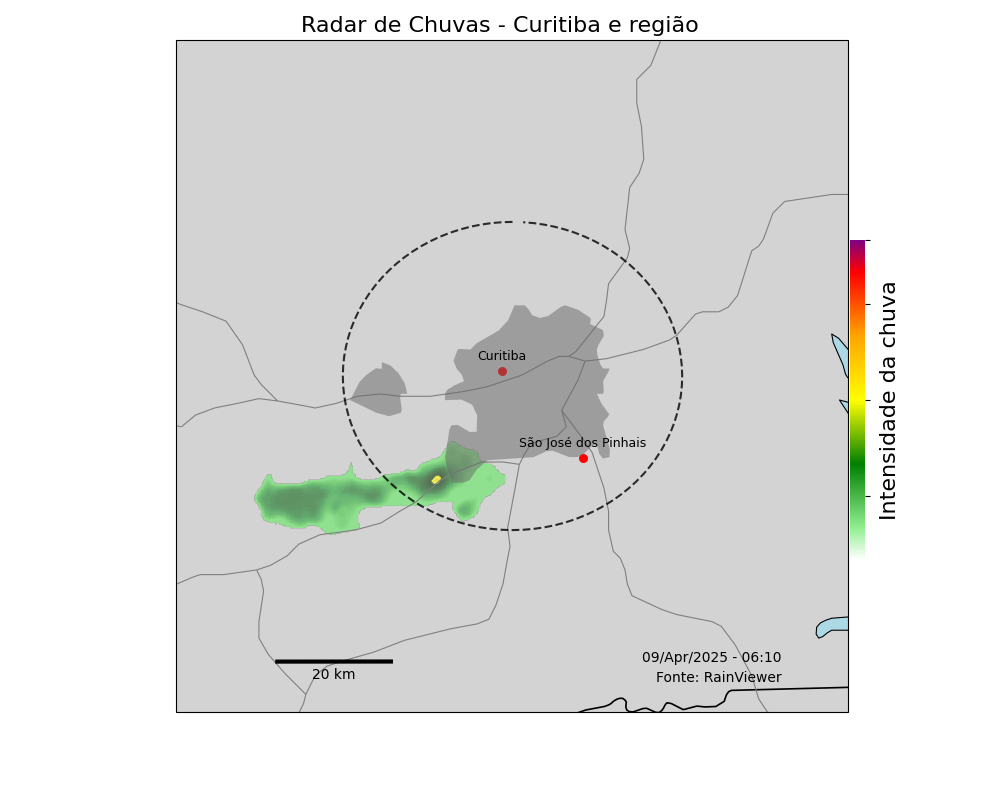 Radar de Chuvas - Curitiba e região
Curitiba
São José dos Pinhais
Intensidade da chuva
20 km
09/Apr/2025 - 06:10
Fonte: RainViewer